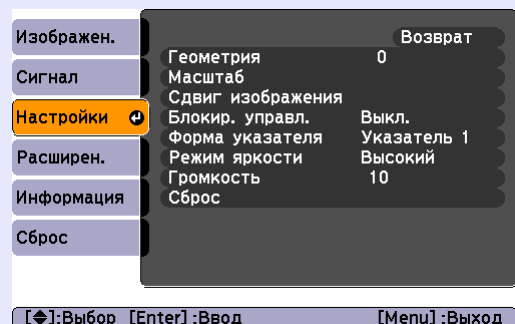 Изображен.
Сигнал
Настройки
Расширен.
Информация
Сброс
Возврат
Геометрия 0
Масштаб
Сдвиг изображения
Блокир. управл. Выкл.
Форма указателя Указатель 1
Режим яркости Высокий
Громкость 10
Сброс
[◆]:Выбор [Enter]:Ввод [Menu]:Выход